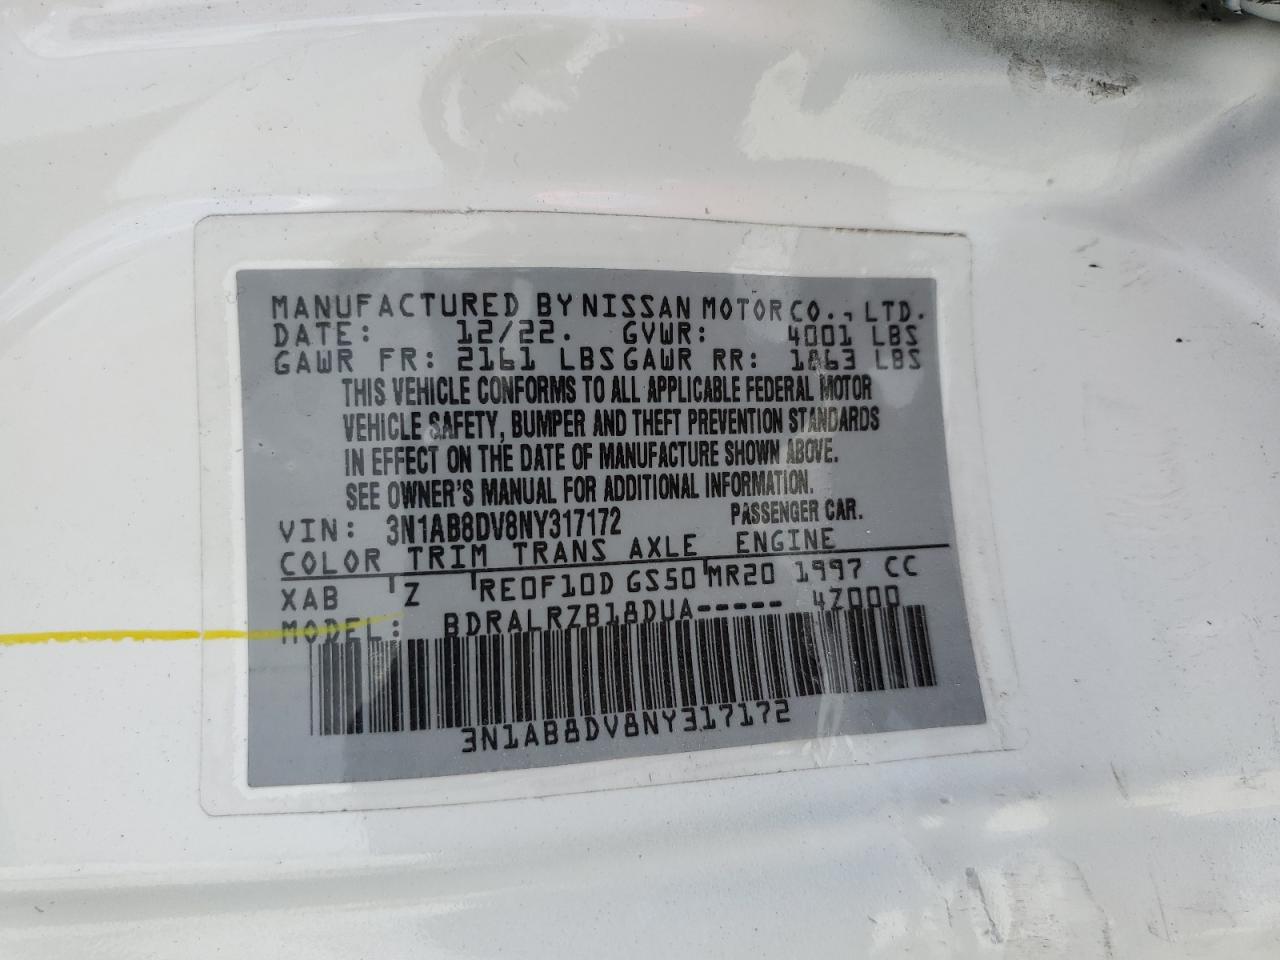 MANUFACTURED BY NISSAN MOTOR CO., LTD.
DATE: 12/22. GVWR: 4001 LBS
GAWR FR: 2161 LBS GAWR RR: 1863 LBS
THIS VEHICLE CONFORMS TO ALL APPLICABLE FEDERAL MOTOR
VEHICLE SAFETY, BUMPER AND THEFT PREVENTION STANDARDS
IN EFFECT ON THE DATE OF MANUFACTURE SHOWN ABOVE.
SEE OWNER'S MANUAL FOR ADDITIONAL INFORMATION.
VIN: 3N1AB8DV8NY317172 PASSENGER CAR.
COLOR TRIM TRANS AXLE ENGINE
XAB Z RE0F10D GS50 MR20 1997 CC
MODEL: BDRALRZB18DUA----- 4Z000
3N1AB8DV8NY317172